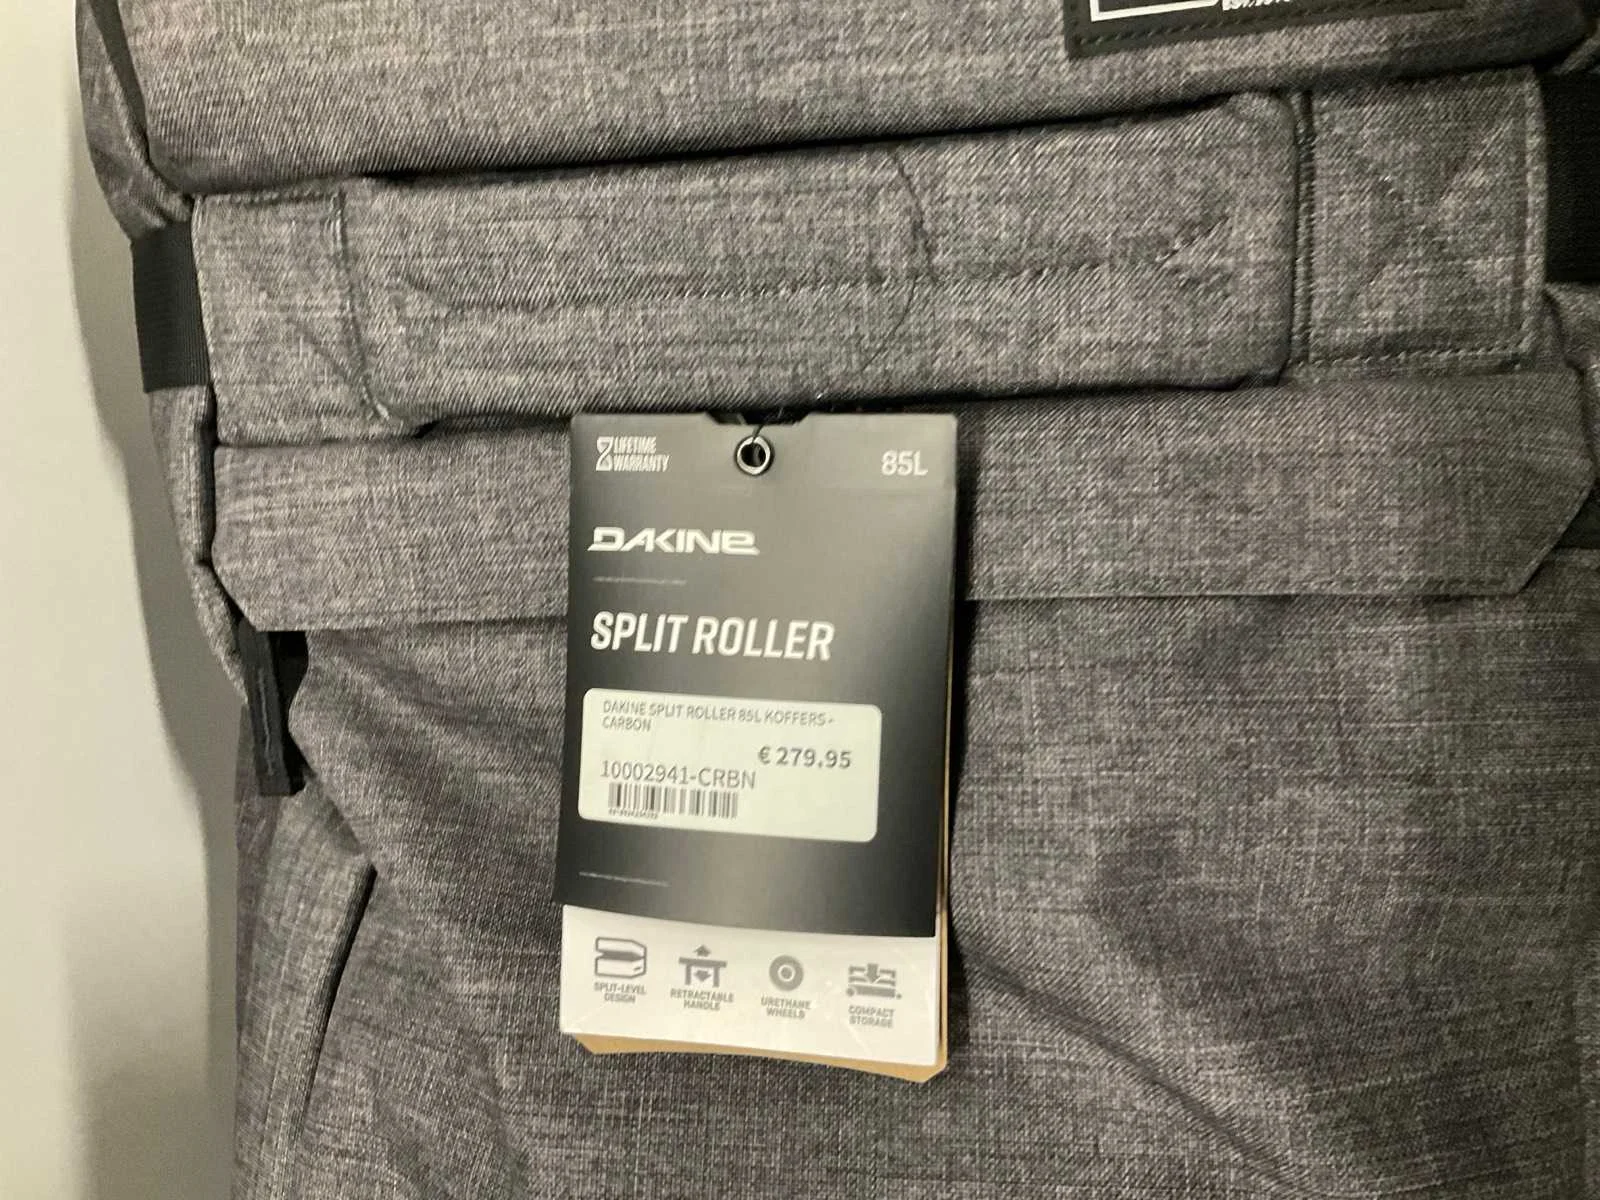 LIFETIME
WARRANTY
85L
DAKINE
SPLIT ROLLER
DAKINE SPLIT ROLLER 85L KOFFERS -
CARBON
€ 279.95
10002941-CRBN
SPLIT-LEVEL
DESIGN
RETRACTABLE
HANDLE
URETHANE
WHEELS
COMPACT
STORAGE